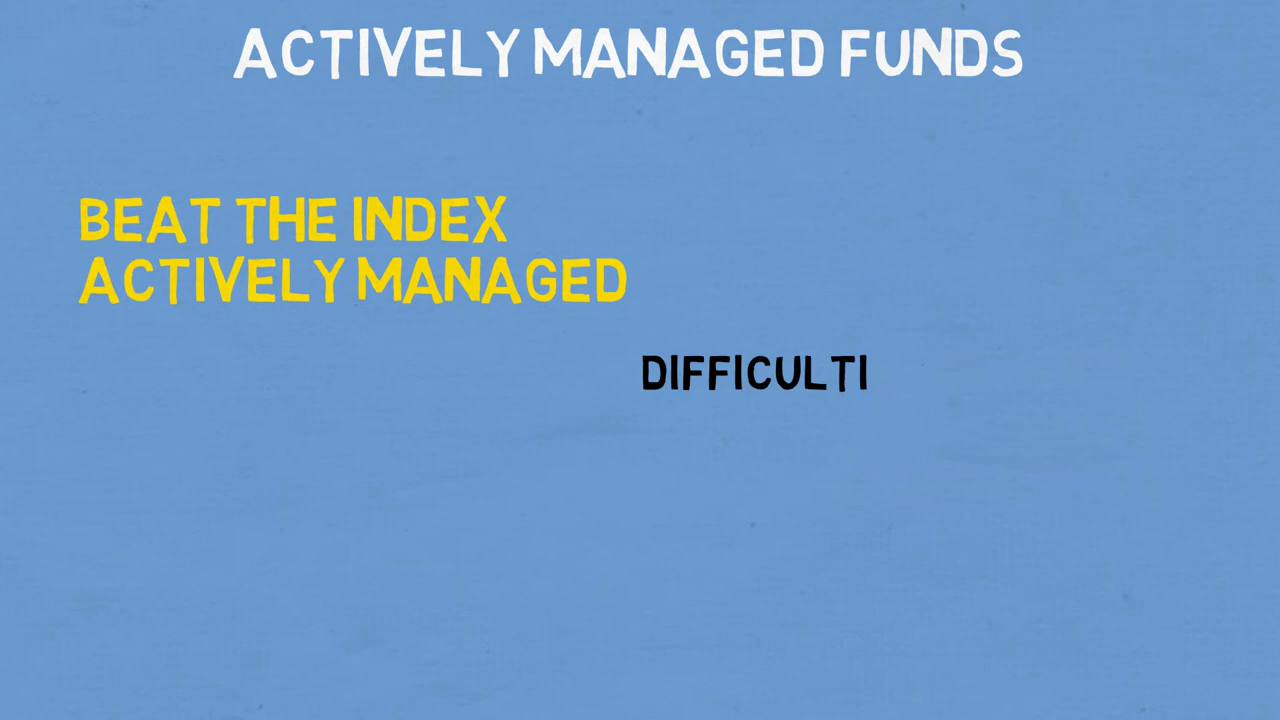 ACTIVELY MANAGED FUNDS
BEAT THE INDEX
ACTIVELY MANAGED
DIFFICULTI